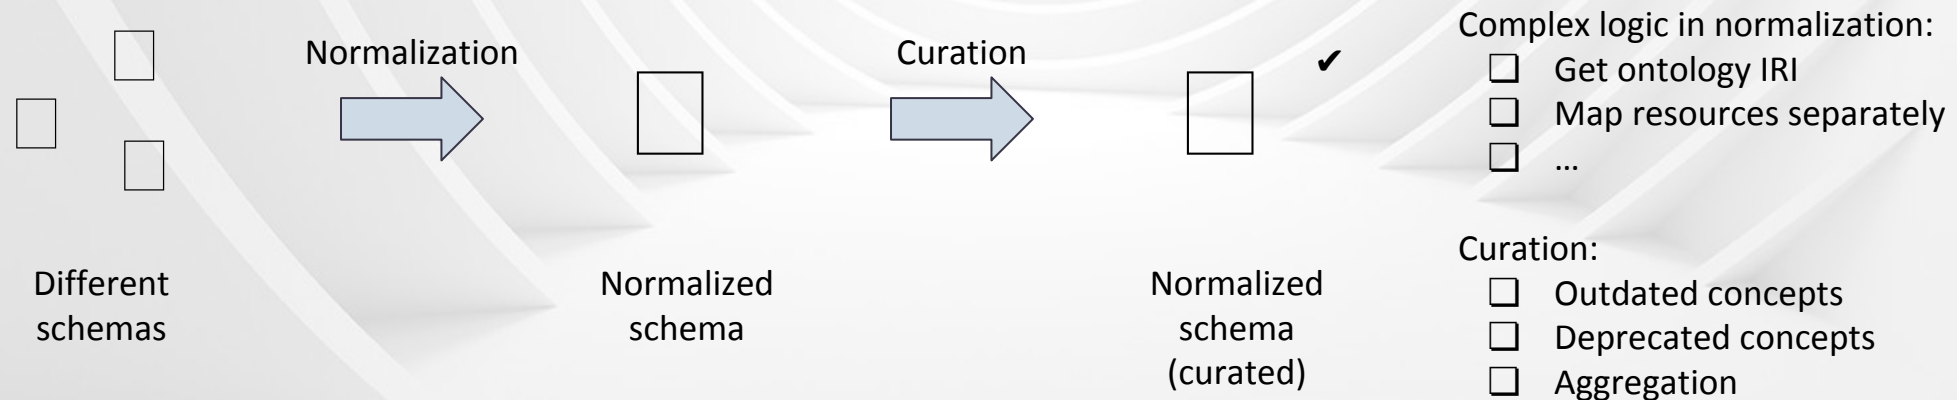 Normalization
Curation
✔
Different
schemas
Normalized
schema
Normalized
schema
(curated)
Complex logic in normalization:
❏ Get ontology IRI
❏ Map resources separately
❏ …
Curation:
❏ Outdated concepts
❏ Deprecated concepts
❏ Aggregation